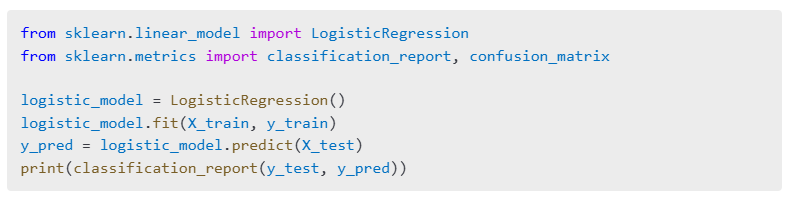 from sklearn.linear_model import LogisticRegression
from sklearn.metrics import classification_report, confusion_matrix
logistic_model = LogisticRegression()
logistic_model.fit(X_train, y_train)
y_pred = logistic_model.predict(X_test)
print(classification_report(y_test, y_pred))